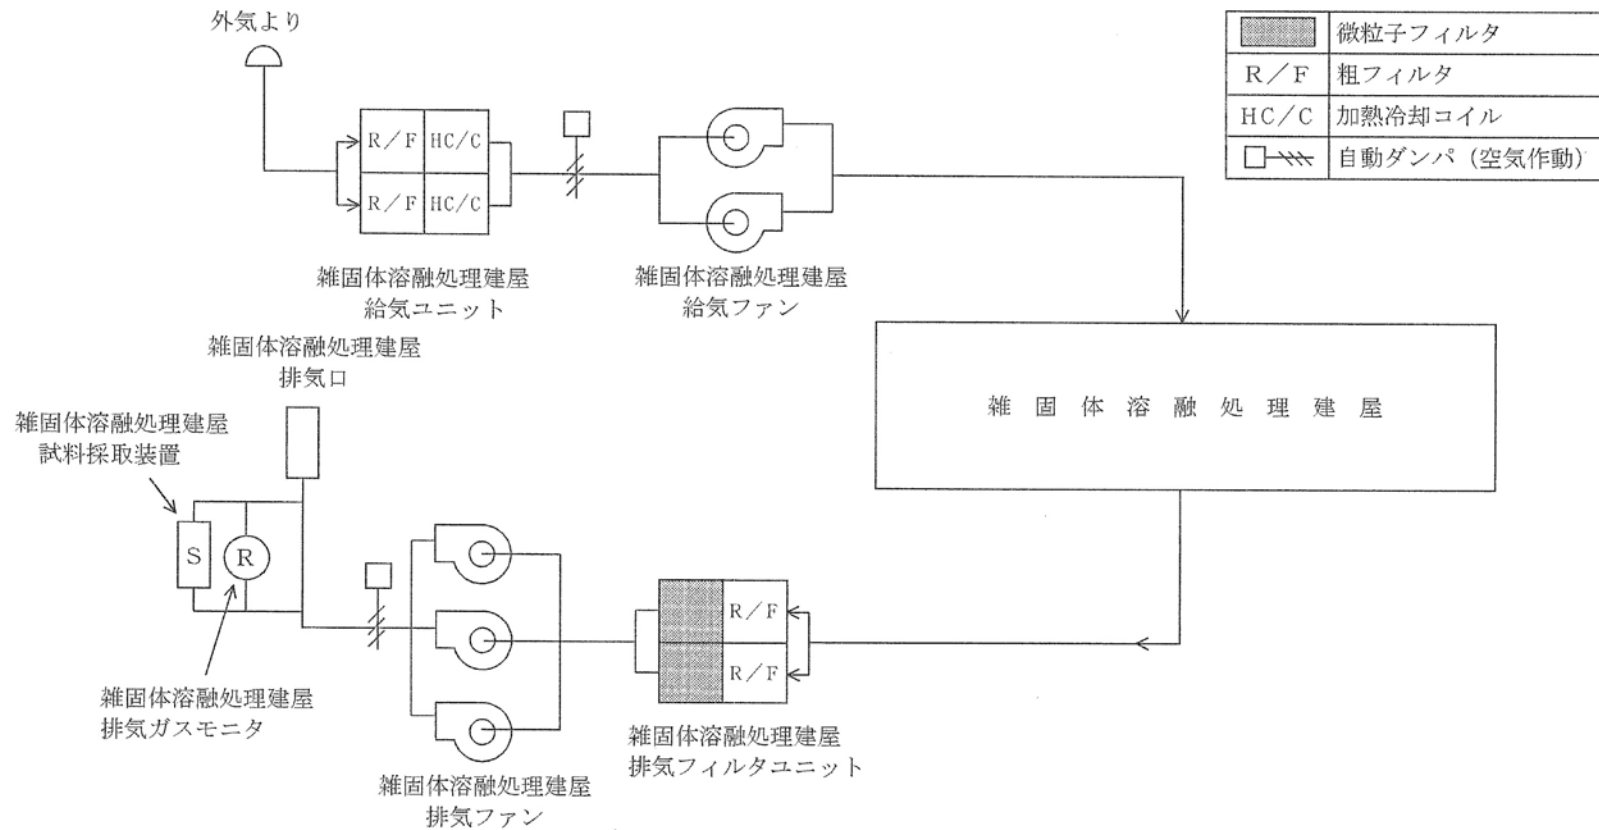 外気より
微粒子フィルタ
R/F 粗フィルタ
HC/C 加熱冷却コイル
自動ダンパ(空気作動)
R/F HC/C
R/F HC/C
雑固体溶融処理建屋
給気ユニット
雑固体溶融処理建屋
給気ファン
雑固体溶融処理建屋
排気口
雑固体溶融処理建屋
雑固体溶融処理建屋
試料採取装置
S
R
R/F
R/F
雑固体溶融処理建屋
排気ガスモニタ
雑固体溶融処理建屋
排気ファン
雑固体溶融処理建屋
排気フィルタユニット